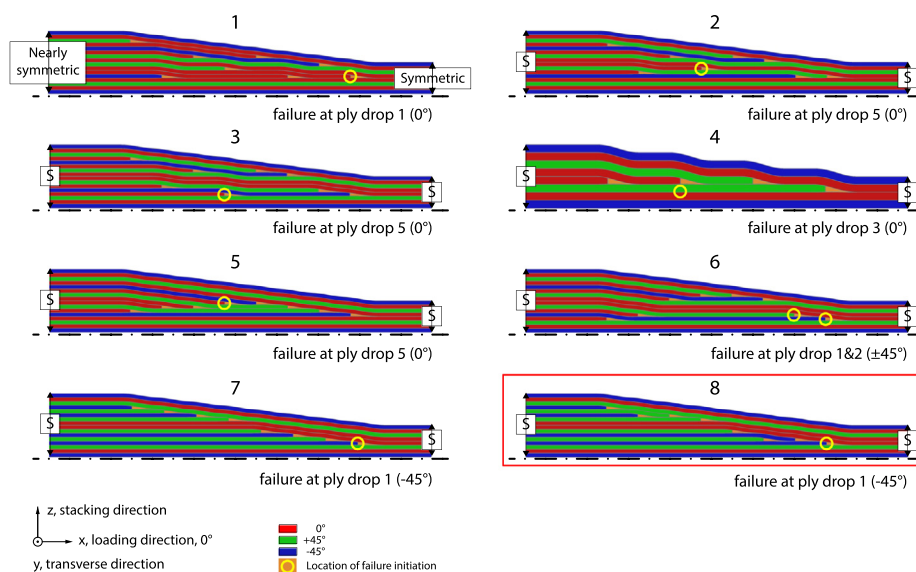 1
2
Nearly
symmetric
Symmetric
S
S
failure at ply drop 1 (0°)
failure at ply drop 5 (0°)
3
4
S
S
S
S
failure at ply drop 5 (0°)
failure at ply drop 3 (0°)
5
6
S
S
S
S
failure at ply drop 5 (0°)
failure at ply drop 1&2 (±45°)
7
8
S
S
S
S
failure at ply drop 1 (-45°)
failure at ply drop 1 (-45°)
z, stacking direction
x, loading direction, 0°
y, transverse direction
0°
+45°
-45°
Location of failure initiation